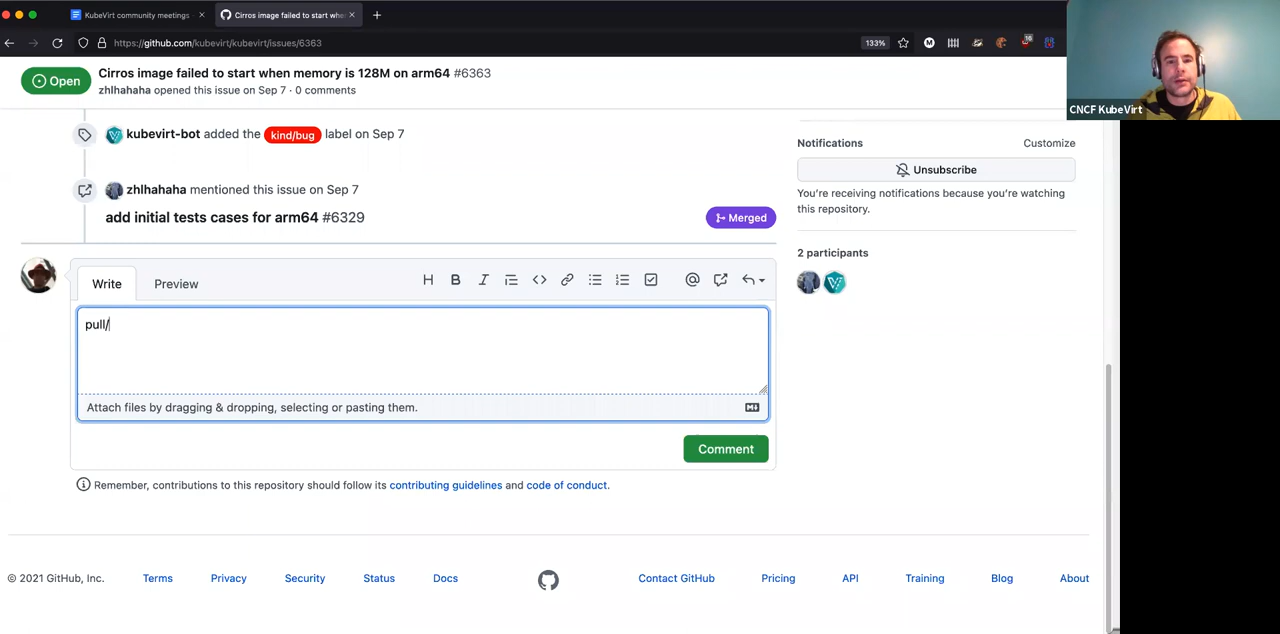 KubeVirt community meetings
Cirros image failed to start whe
https://github.com/kubevirt/kubevirt/issues/6363
133%
M
16
CNCF KubeVirt
Open
Cirros image failed to start when memory is 128M on arm64 #6363
zhlhahaha opened this issue on Sep 7 · 0 comments
kubevirt-bot added the kind/bug label on Sep 7
zhlhahaha mentioned this issue on Sep 7
add initial tests cases for arm64 #6329
Merged
Notifications
Customize
Unsubscribe
You're receiving notifications because you're watching
this repository.
2 participants
Write
Preview
pull/
Attach files by dragging & dropping, selecting or pasting them.
Comment
Remember, contributions to this repository should follow its contributing guidelines and code of conduct.
© 2021 GitHub, Inc.
Terms
Privacy
Security
Status
Docs
Contact GitHub
Pricing
API
Training
Blog
About